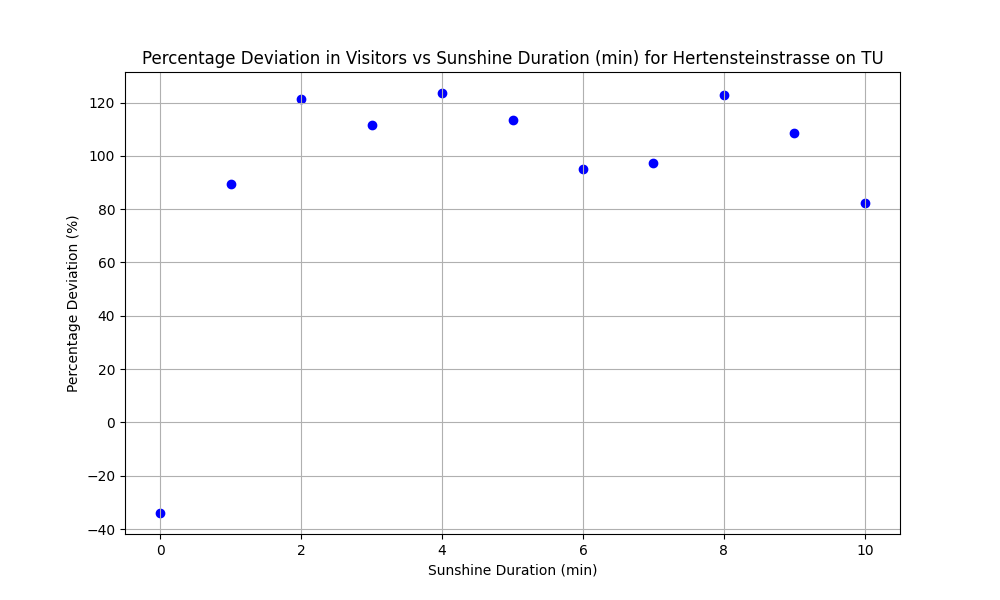 Percentage Deviation in Visitors vs Sunshine Duration (min) for Hertensteinstrasse on TU
120
100
80
60
40
20
0
−20
−40
Percentage Deviation (%)
0 2 4 6 8 10
Sunshine Duration (min)